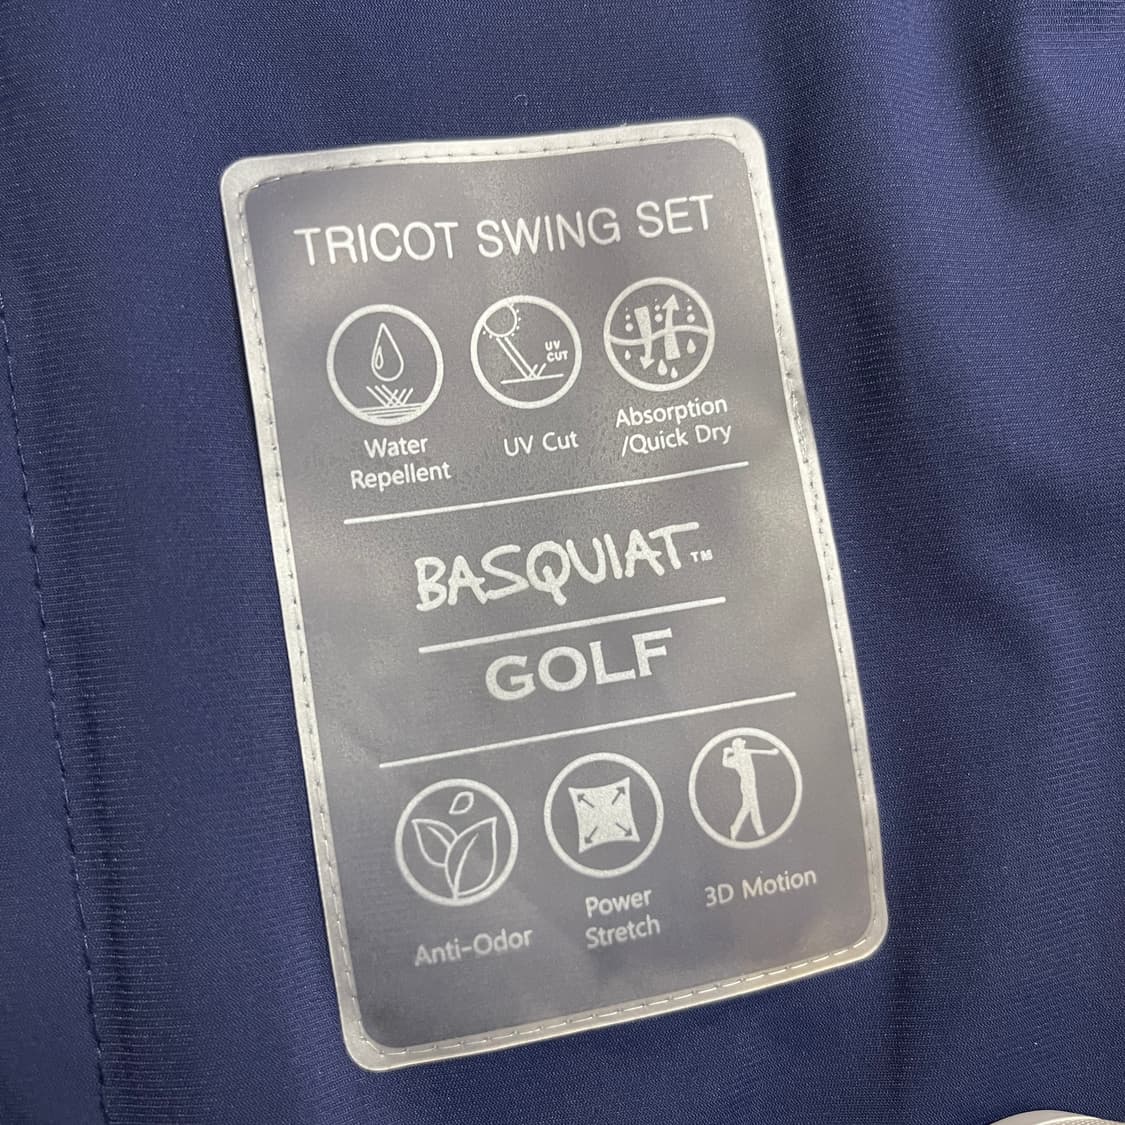 TRICOT SWING SET
UV
CUT
Water
Repellent
UV Cut
Absorption
/Quick Dry
BASQUIAT™
GOLF
Anti-Odor
Power
Stretch
3D Motion